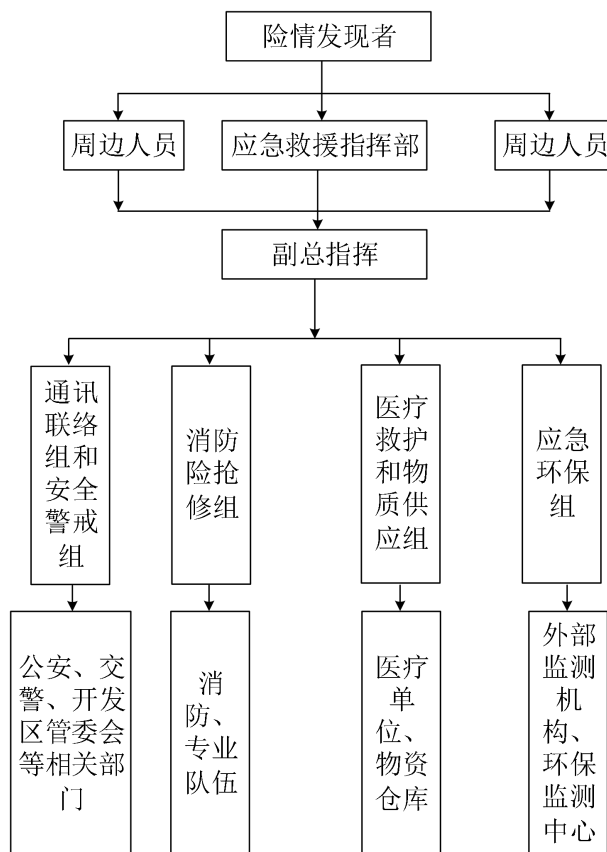 险情发现者
周边人员
应急救援指挥部
周边人员
副总指挥
通讯
联络
组和
安全
警戒
组
消防
险抢
修组
医疗
救护
和物
质供
应组
应急
环保
组
公安、交
警、开发
区管委会
等相关部
门
消
防、
专业
队伍
医疗
单
位、
物资
仓库
外部
监测
机
构、
环保
监测
中心